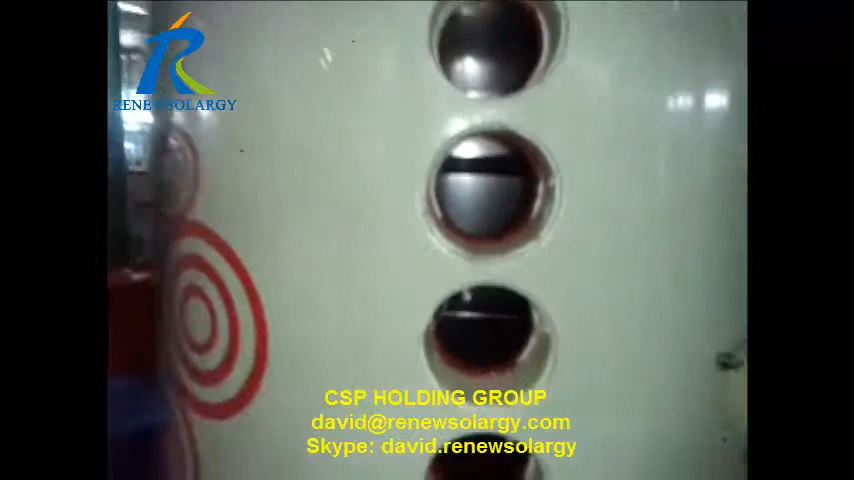 RENEWSOLARGY
CSP HOLDING GROUP
david@renewsolargy.com
Skype: david.renewsolargy